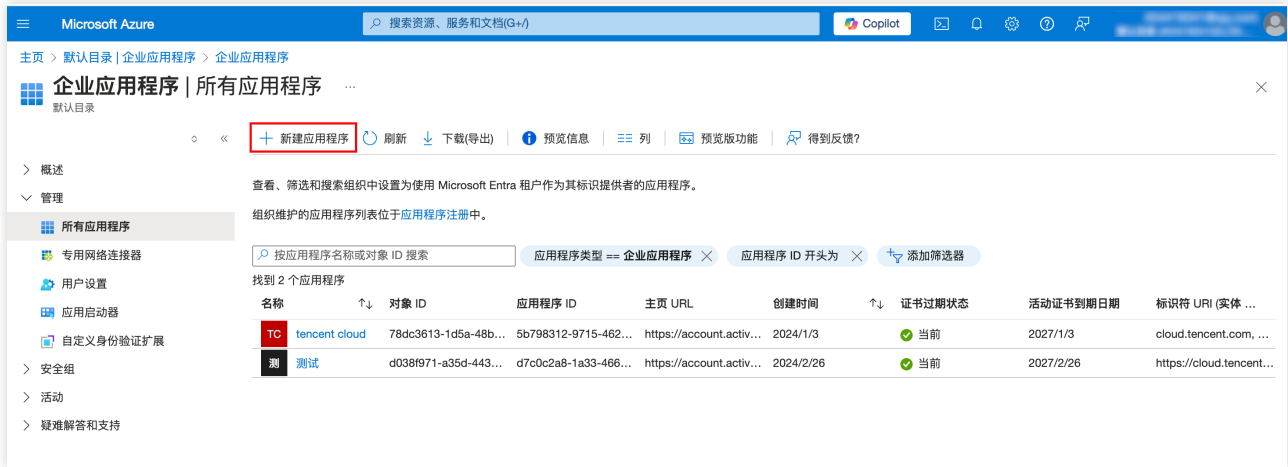 Microsoft Azure
搜索资源、服务和文档(G+/)
Copilot
主页 > 默认目录 | 企业应用程序 > 企业应用程序
企业应用程序 | 所有应用程序 ...
默认目录
新建应用程序 刷新 下载(导出) 预览信息 列 预览版功能 得到反馈?
概述
管理
所有应用程序
专用网络连接器
用户设置
应用启动器
自定义身份验证扩展
安全组
活动
疑难解答和支持
查看、筛选和搜索组织中设置为使用 Microsoft Entra 租户作为其标识提供者的应用程序。
组织维护的应用程序列表位于应用程序注册中。
按应用程序名称或对象 ID 搜索 应用程序类型 == 企业应用程序 应用程序 ID 开头为 添加筛选器
找到 2 个应用程序
名称 对象 ID 应用程序 ID 主页 URL 创建时间 证书过期状态 活动证书到期日期 标识符 URI (实体 ...
TC tencent cloud 78dc3613-1d5a-48b... 5b798312-9715-462... https://account.activ... 2024/1/3 当前 2027/1/3 cloud.tencent.com, ...
测 测试 d038f971-a35d-443... d7c0c2a8-1a33-466... https://account.activ... 2024/2/26 当前 2027/2/26 https://cloud.tencent...